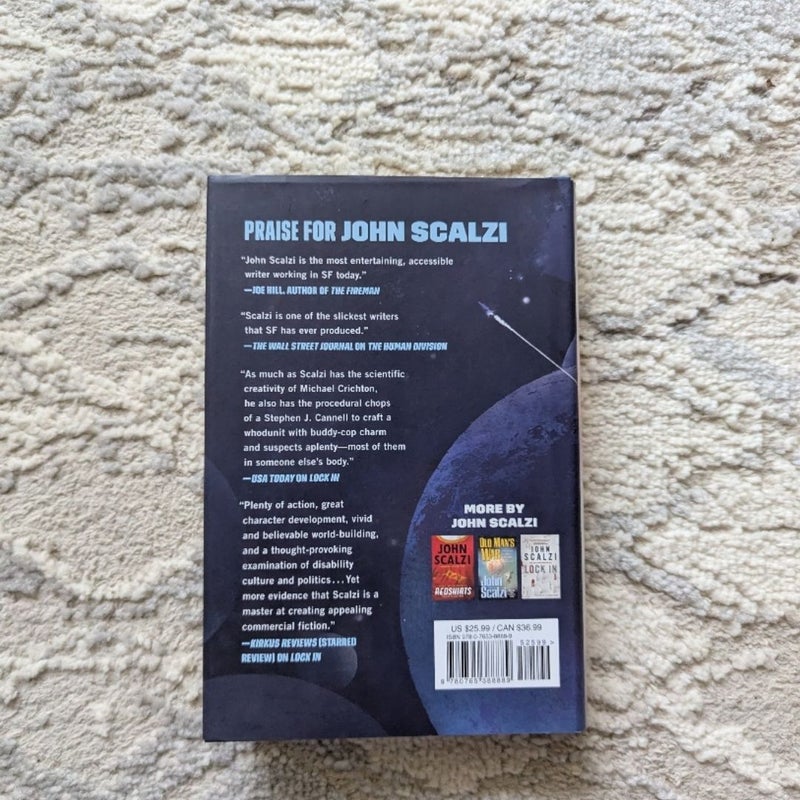 PRAISE FOR JOHN SCALZI
“John Scalzi is the most entertaining, accessible
writer working in SF today.”
—JOE HILL, AUTHOR OF THE FIREMAN
“Scalzi is one of the slickest writers
that SF has ever produced.”
—THE WALL STREET JOURNAL ON THE HUMAN DIVISION
“As much as Scalzi has the scientific
creativity of Michael Crichton,
he also has the procedural chops
of a Stephen J. Cannell to craft a
whodunit with buddy-cop charm
and suspects aplenty—most of them
in someone else’s body.”
—USA TODAY ON LOCK IN
“Plenty of action, great
character development, vivid
and believable world-building,
and a thought-provoking
examination of disability
culture and politics...Yet
more evidence that Scalzi is a
master at creating appealing
commercial fiction.”
—KIRKUS REVIEWS (STARRED
REVIEW) ON LOCK IN
MORE BY
JOHN SCALZI
JOHN
SCALZI
REDSHIRTS
OLD MAN'S
WAR
John
Scalzi
JOHN
SCALZI
LOCK IN
US $25.99 / CAN $36.99
52599>